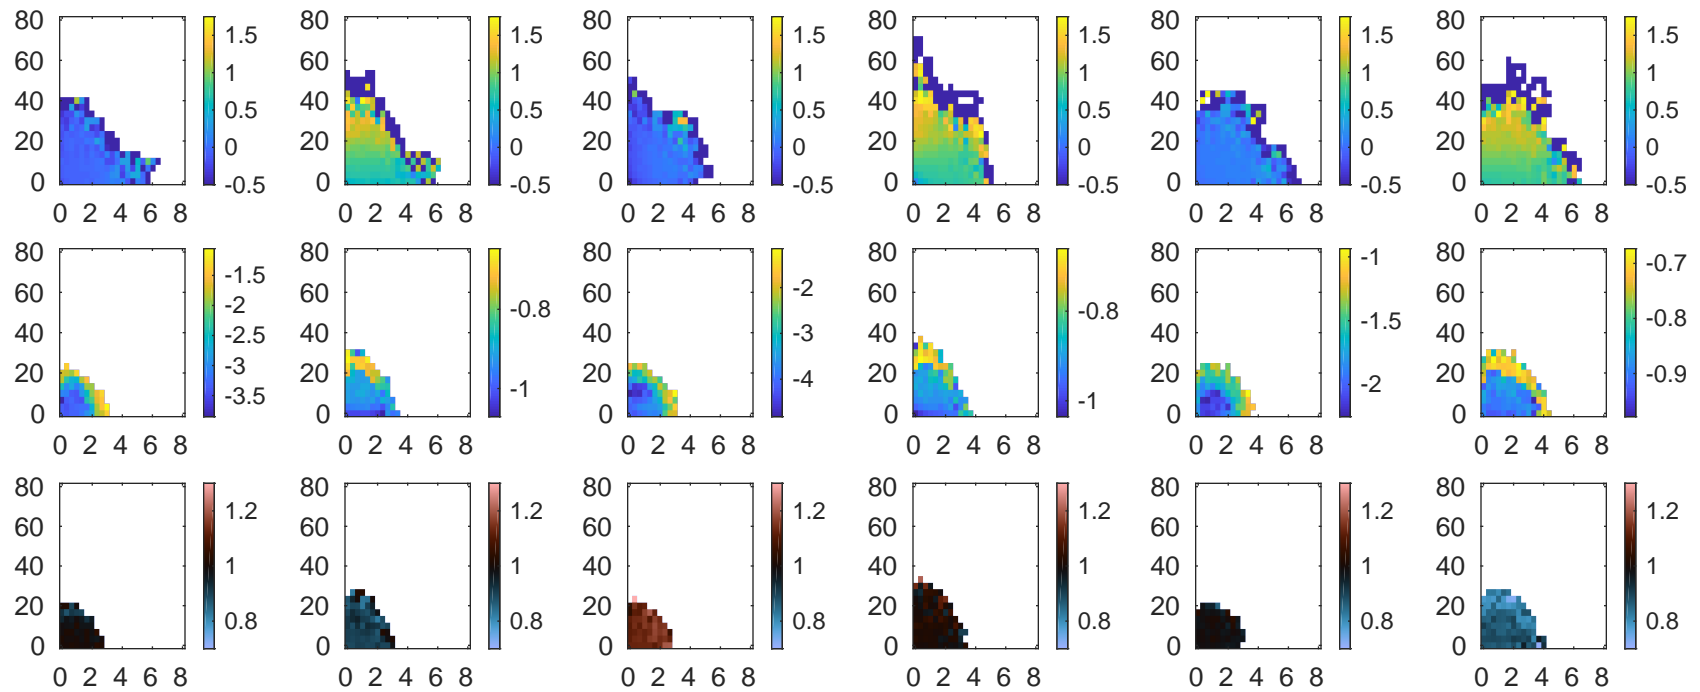 80 1.5 80 1.5 80 1.5 80 1.5 80 1.5 80 1.5
60 1 60 1 60 1 60 1 60 1 60 1
40 0.5 40 0.5 40 0.5 40 0.5 40 0.5 40 0.5
20 0 20 0 20 0 20 0 20 0 20 0
0 -0.5 0 -0.5 0 -0.5 0 -0.5 0 -0.5 0 -0.5
0 2 4 6 8 0 2 4 6 8 0 2 4 6 8 0 2 4 6 8 0 2 4 6 8 0 2 4 6 8
80 80 80 80 80 -1 80 -0.7
60 -1.5 60 -0.8 60 -2 60 -0.8 60 60
-2 -0.8
40 -2.5 40 40 -3 40 40 -1.5 40
20 -3 20 -1 20 -4 20 20 -2 20 -0.9
-3.5
0 0 0 0 -1 0 0
0 2 4 6 8 0 2 4 6 8 0 2 4 6 8 0 2 4 6 8 0 2 4 6 8 0 2 4 6 8
80 1.2 80 1.2 80 1.2 80 1.2 80 1.2 80 1.2
60 60 60 60 60 60
40 1 40 1 40 1 40 1 40 1 40 1
20 0.8 20 0.8 20 0.8 20 0.8 20 0.8 20 0.8
0 0 0 0 0 0
0 2 4 6 8 0 2 4 6 8 0 2 4 6 8 0 2 4 6 8 0 2 4 6 8 0 2 4 6 8